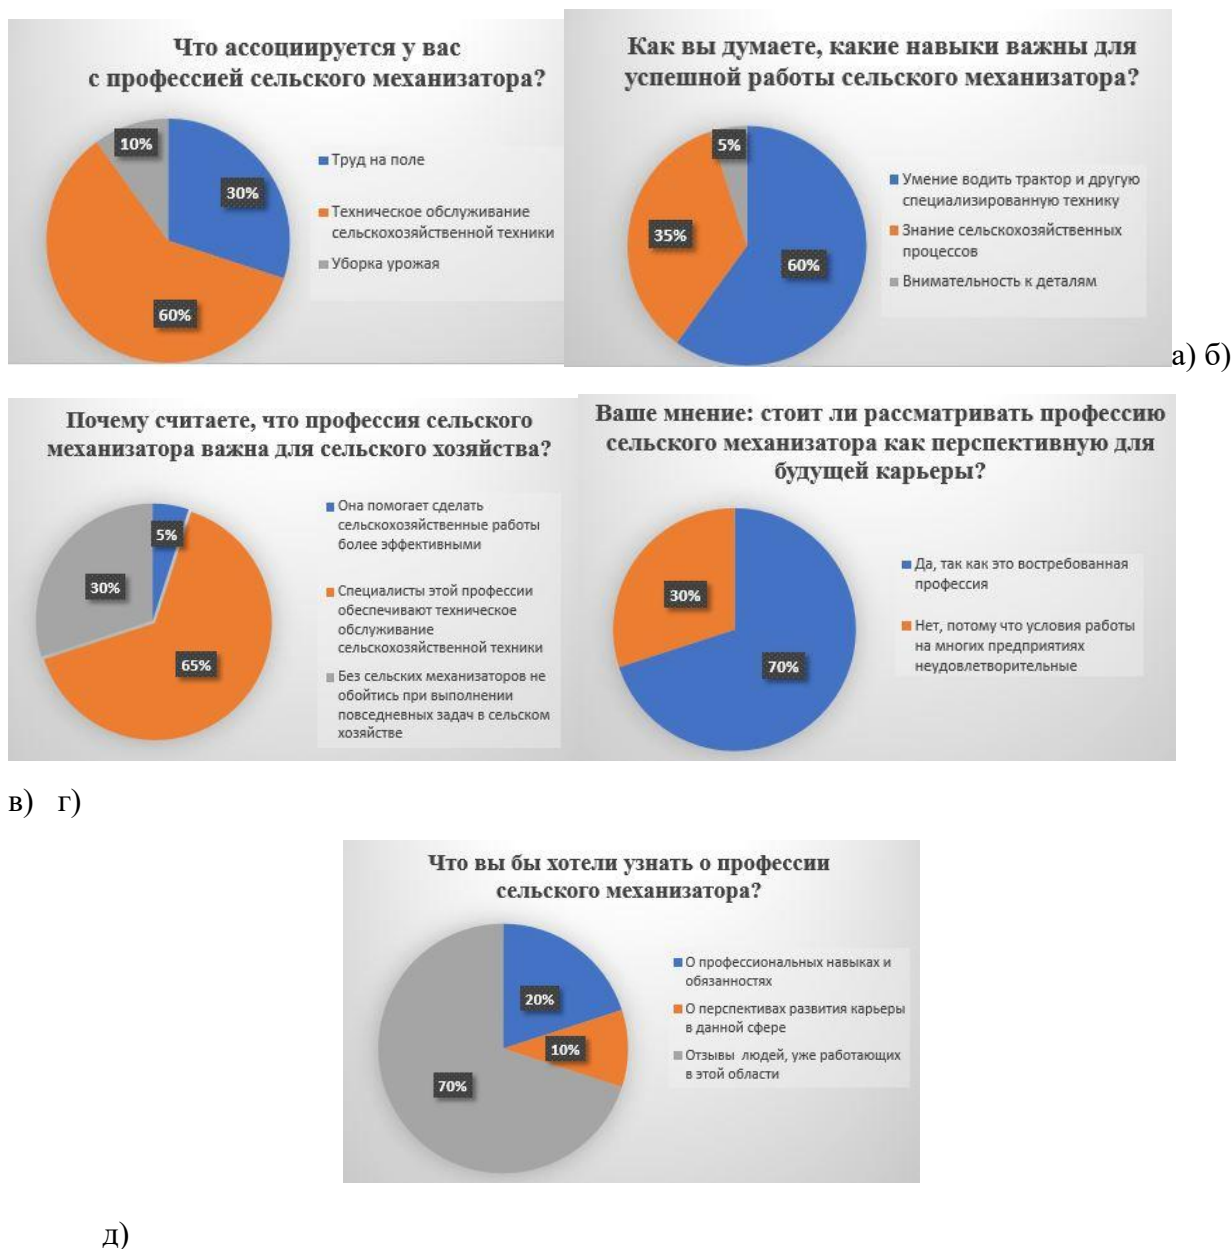 Что ассоциируется у вас
с профессией сельского механизатора?
10%
30%
60%
Труд на поле
Техническое обслуживание
сельскохозяйственной техники
Уборка урожая
Как вы думаете, какие навыки важны для
успешной работы сельского механизатора?
5%
35%
60%
Умение водить трактор и другую
специализированную технику
Знание сельскохозяйственных
процессов
Внимательность к деталям
а) б)
Почему считаете, что профессия сельского
механизатора важна для сельского хозяйства?
5%
30%
65%
Она помогает сделать
сельскохозяйственные работы
более эффективными
Специалисты этой профессии
обеспечивают техническое
обслуживание
сельскохозяйственной техники
Без сельских механизаторов не
обойтись при выполнении
повседневных задач в сельском
хозяйстве
Ваше мнение: стоит ли рассматривать профессию
сельского механизатора как перспективную для
будущей карьеры?
30%
70%
Да, так как это востребованная
профессия
Нет, потому что условия работы
на многих предприятиях
неудовлетворительные
в) г)
Что вы бы хотели узнать о профессии
сельского механизатора?
20%
10%
70%
О профессиональных навыках и
обязанностях
О перспективах развития карьеры
в данной сфере
Отзывы людей, уже работающих
в этой области
д)